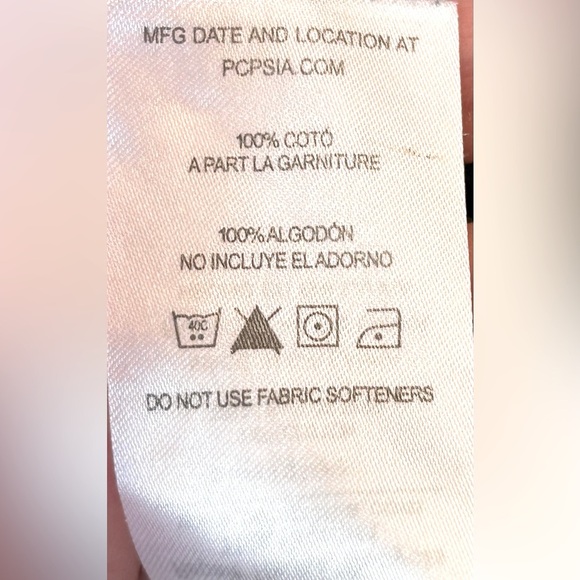 MFG DATE AND LOCATION AT
PCPSIA.COM
100% COTÓ
A PART LA GARNITURE
100% ALGODÓN
NO INCLUYE EL ADORNO
40C
DO NOT USE FABRIC SOFTENERS